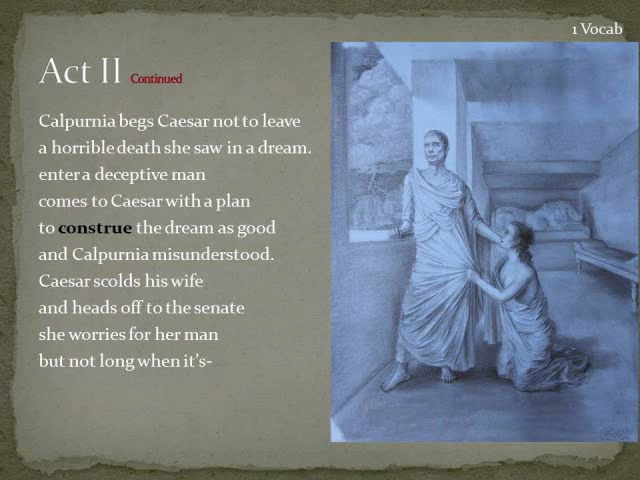 1 Vocab
Act II Continued
Calpurnia begs Caesar not to leave
a horrible death she saw in a dream.
enter a deceptive man
comes to Caesar with a plan
to construe the dream as good
and Calpurnia misunderstood.
Caesar scolds his wife
and heads off to the senate
she worries for her man
but not long when it's-